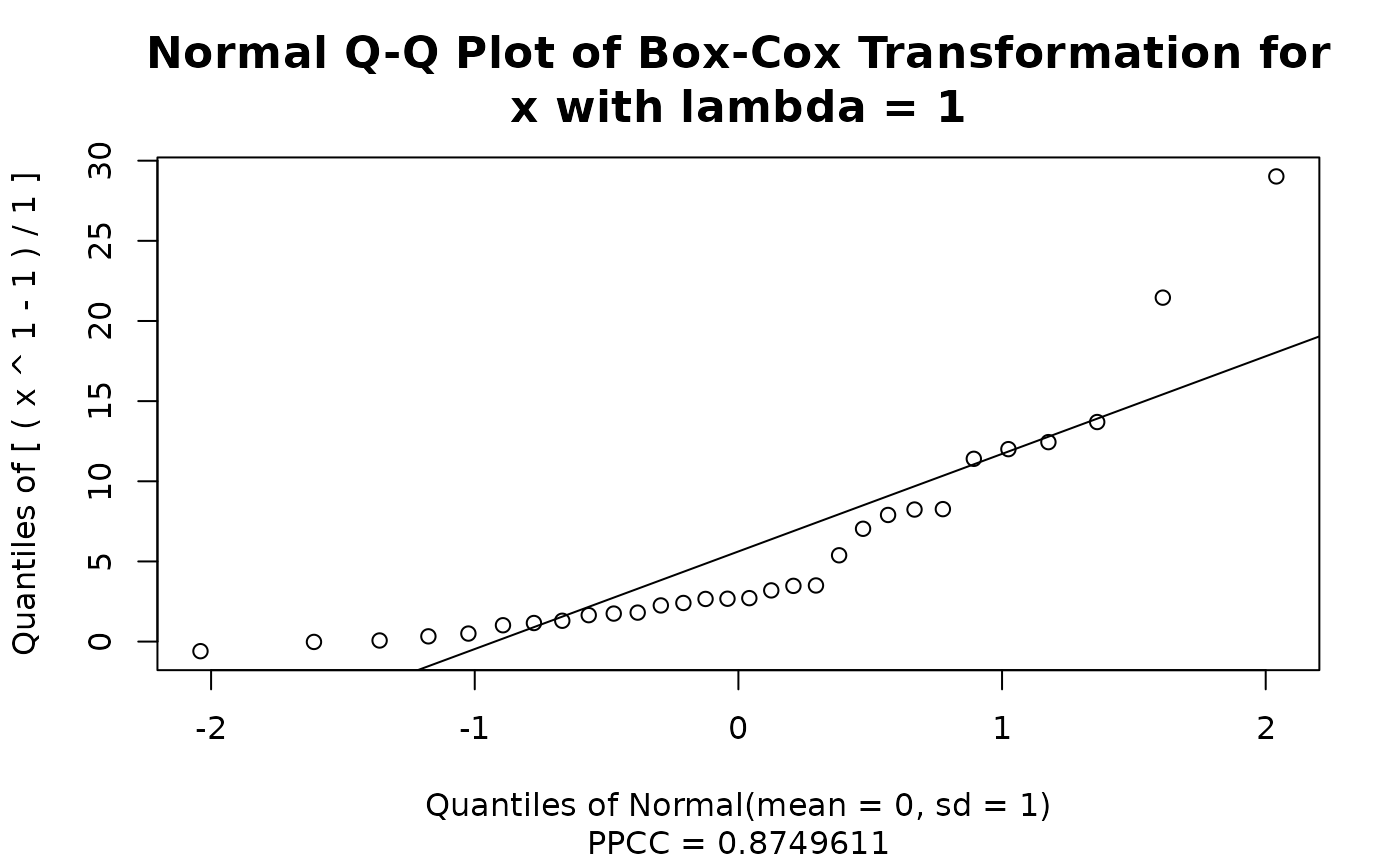 Normal Q-Q Plot of Box-Cox Transformation for
x with lambda = 1
Quantiles of [ ( x ^ 1 - 1 ) / 1 ]
30
25
20
15
10
5
0
-2 -1 0 1 2
Quantiles of Normal(mean = 0, sd = 1)
PPCC = 0.8749611